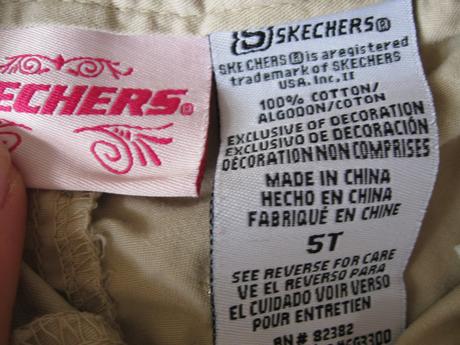 ECHERS®
SKECHERS®
SKECHERS® is a registered
trademark of SKECHERS
USA, Inc. II
100% COTTON/
ALGODON/COTON
EXCLUSIVE OF DECORATION
EXCLUSIVO DE DECORACIÓN
DÉCORATION NON COMPRISES
MADE IN CHINA
HECHO EN CHINA
FABRIQUÉ EN CHINE
5T
SEE REVERSE FOR CARE
VE EL REVERSO PARA
EL CUIDADO VOIR VERSO
POUR ENTRETIEN
RN# 82382